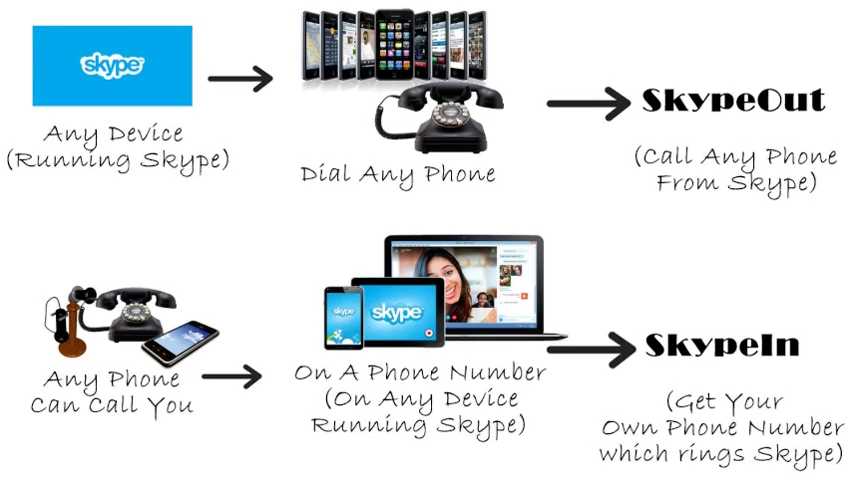 skype
Any Device
(Running Skype)
Dial Any Phone
SkypeOut
(Call Any Phone
From Skype)
Any Phone
Can Call You
skype
skype
On A Phone Number
(On Any Device
Running Skype)
SkypeIn
(Get Your
Own Phone Number
which rings Skype)